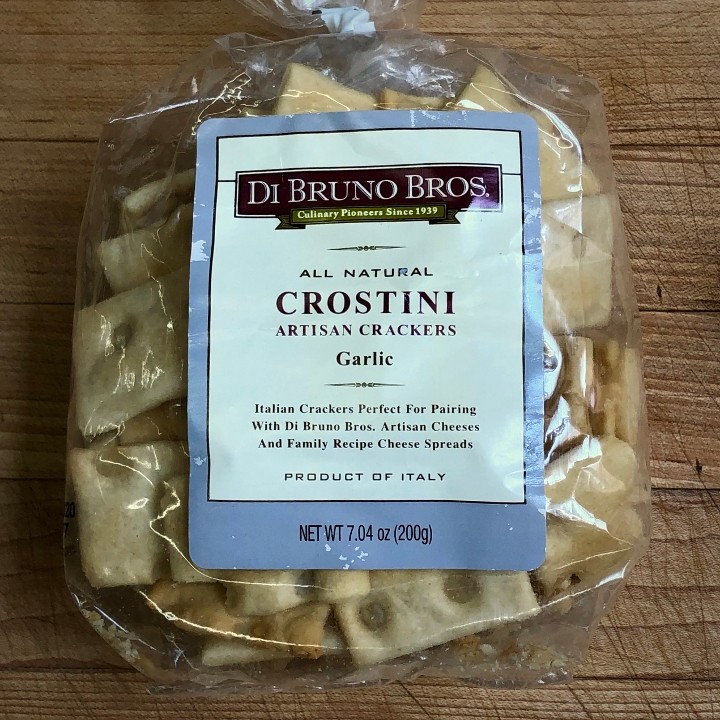 DI BRUNO BROS.
Culinary Pioneers Since 1939
ALL NATURAL
CROSTINI
ARTISAN CRACKERS
Garlic
Italian Crackers Perfect For Pairing
With Di Bruno Bros. Artisan Cheeses
And Family Recipe Cheese Spreads
PRODUCT OF ITALY
NET WT 7.04 oz (200g)